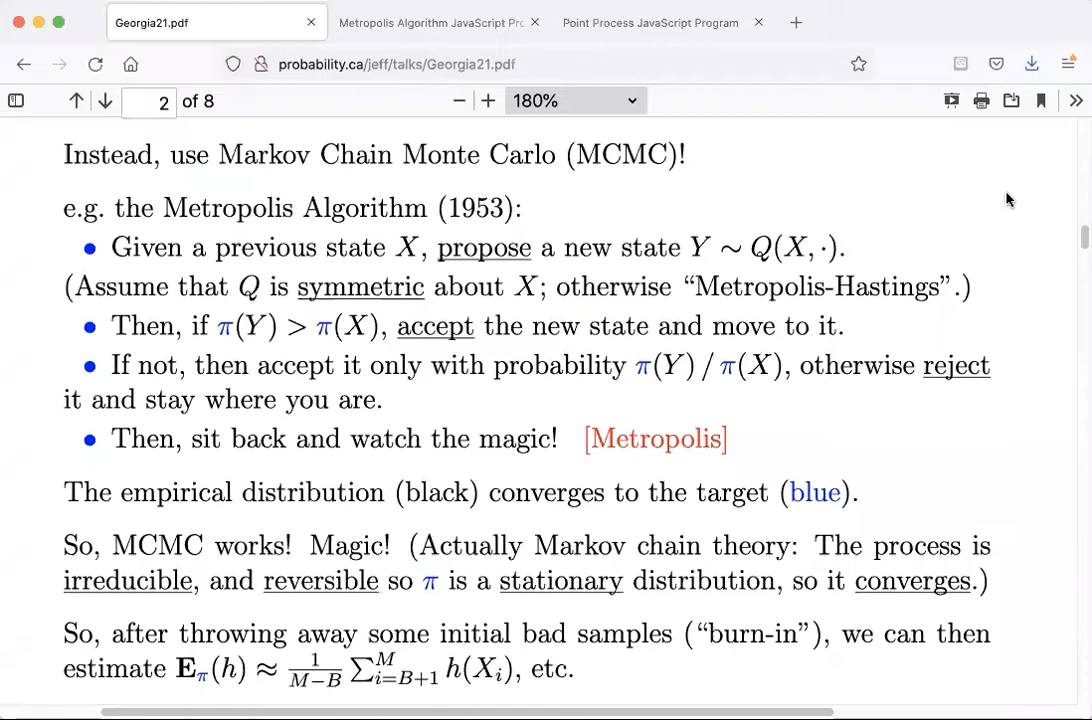 Georgia21.pdf
Metropolis Algorithm JavaScript Prc
Point Process JavaScript Program
probability.ca/jeff/talks/Georgia21.pdf
2 of 8
180%
Instead, use Markov Chain Monte Carlo (MCMC)!
e.g. the Metropolis Algorithm (1953):
• Given a previous state X, propose a new state Y ∼ Q(X, ·).
(Assume that Q is symmetric about X; otherwise “Metropolis-Hastings”.)
• Then, if π(Y) > π(X), accept the new state and move to it.
• If not, then accept it only with probability π(Y) / π(X), otherwise reject
it and stay where you are.
• Then, sit back and watch the magic! [Metropolis]
The empirical distribution (black) converges to the target (blue).
So, MCMC works! Magic! (Actually Markov chain theory: The process is
irreducible, and reversible so π is a stationary distribution, so it converges.)
So, after throwing away some initial bad samples (“burn-in”), we can then
estimate E_π(h) ≈ \frac{1}{M−B} ∑_{i=B+1}^{M} h(X_i), etc.